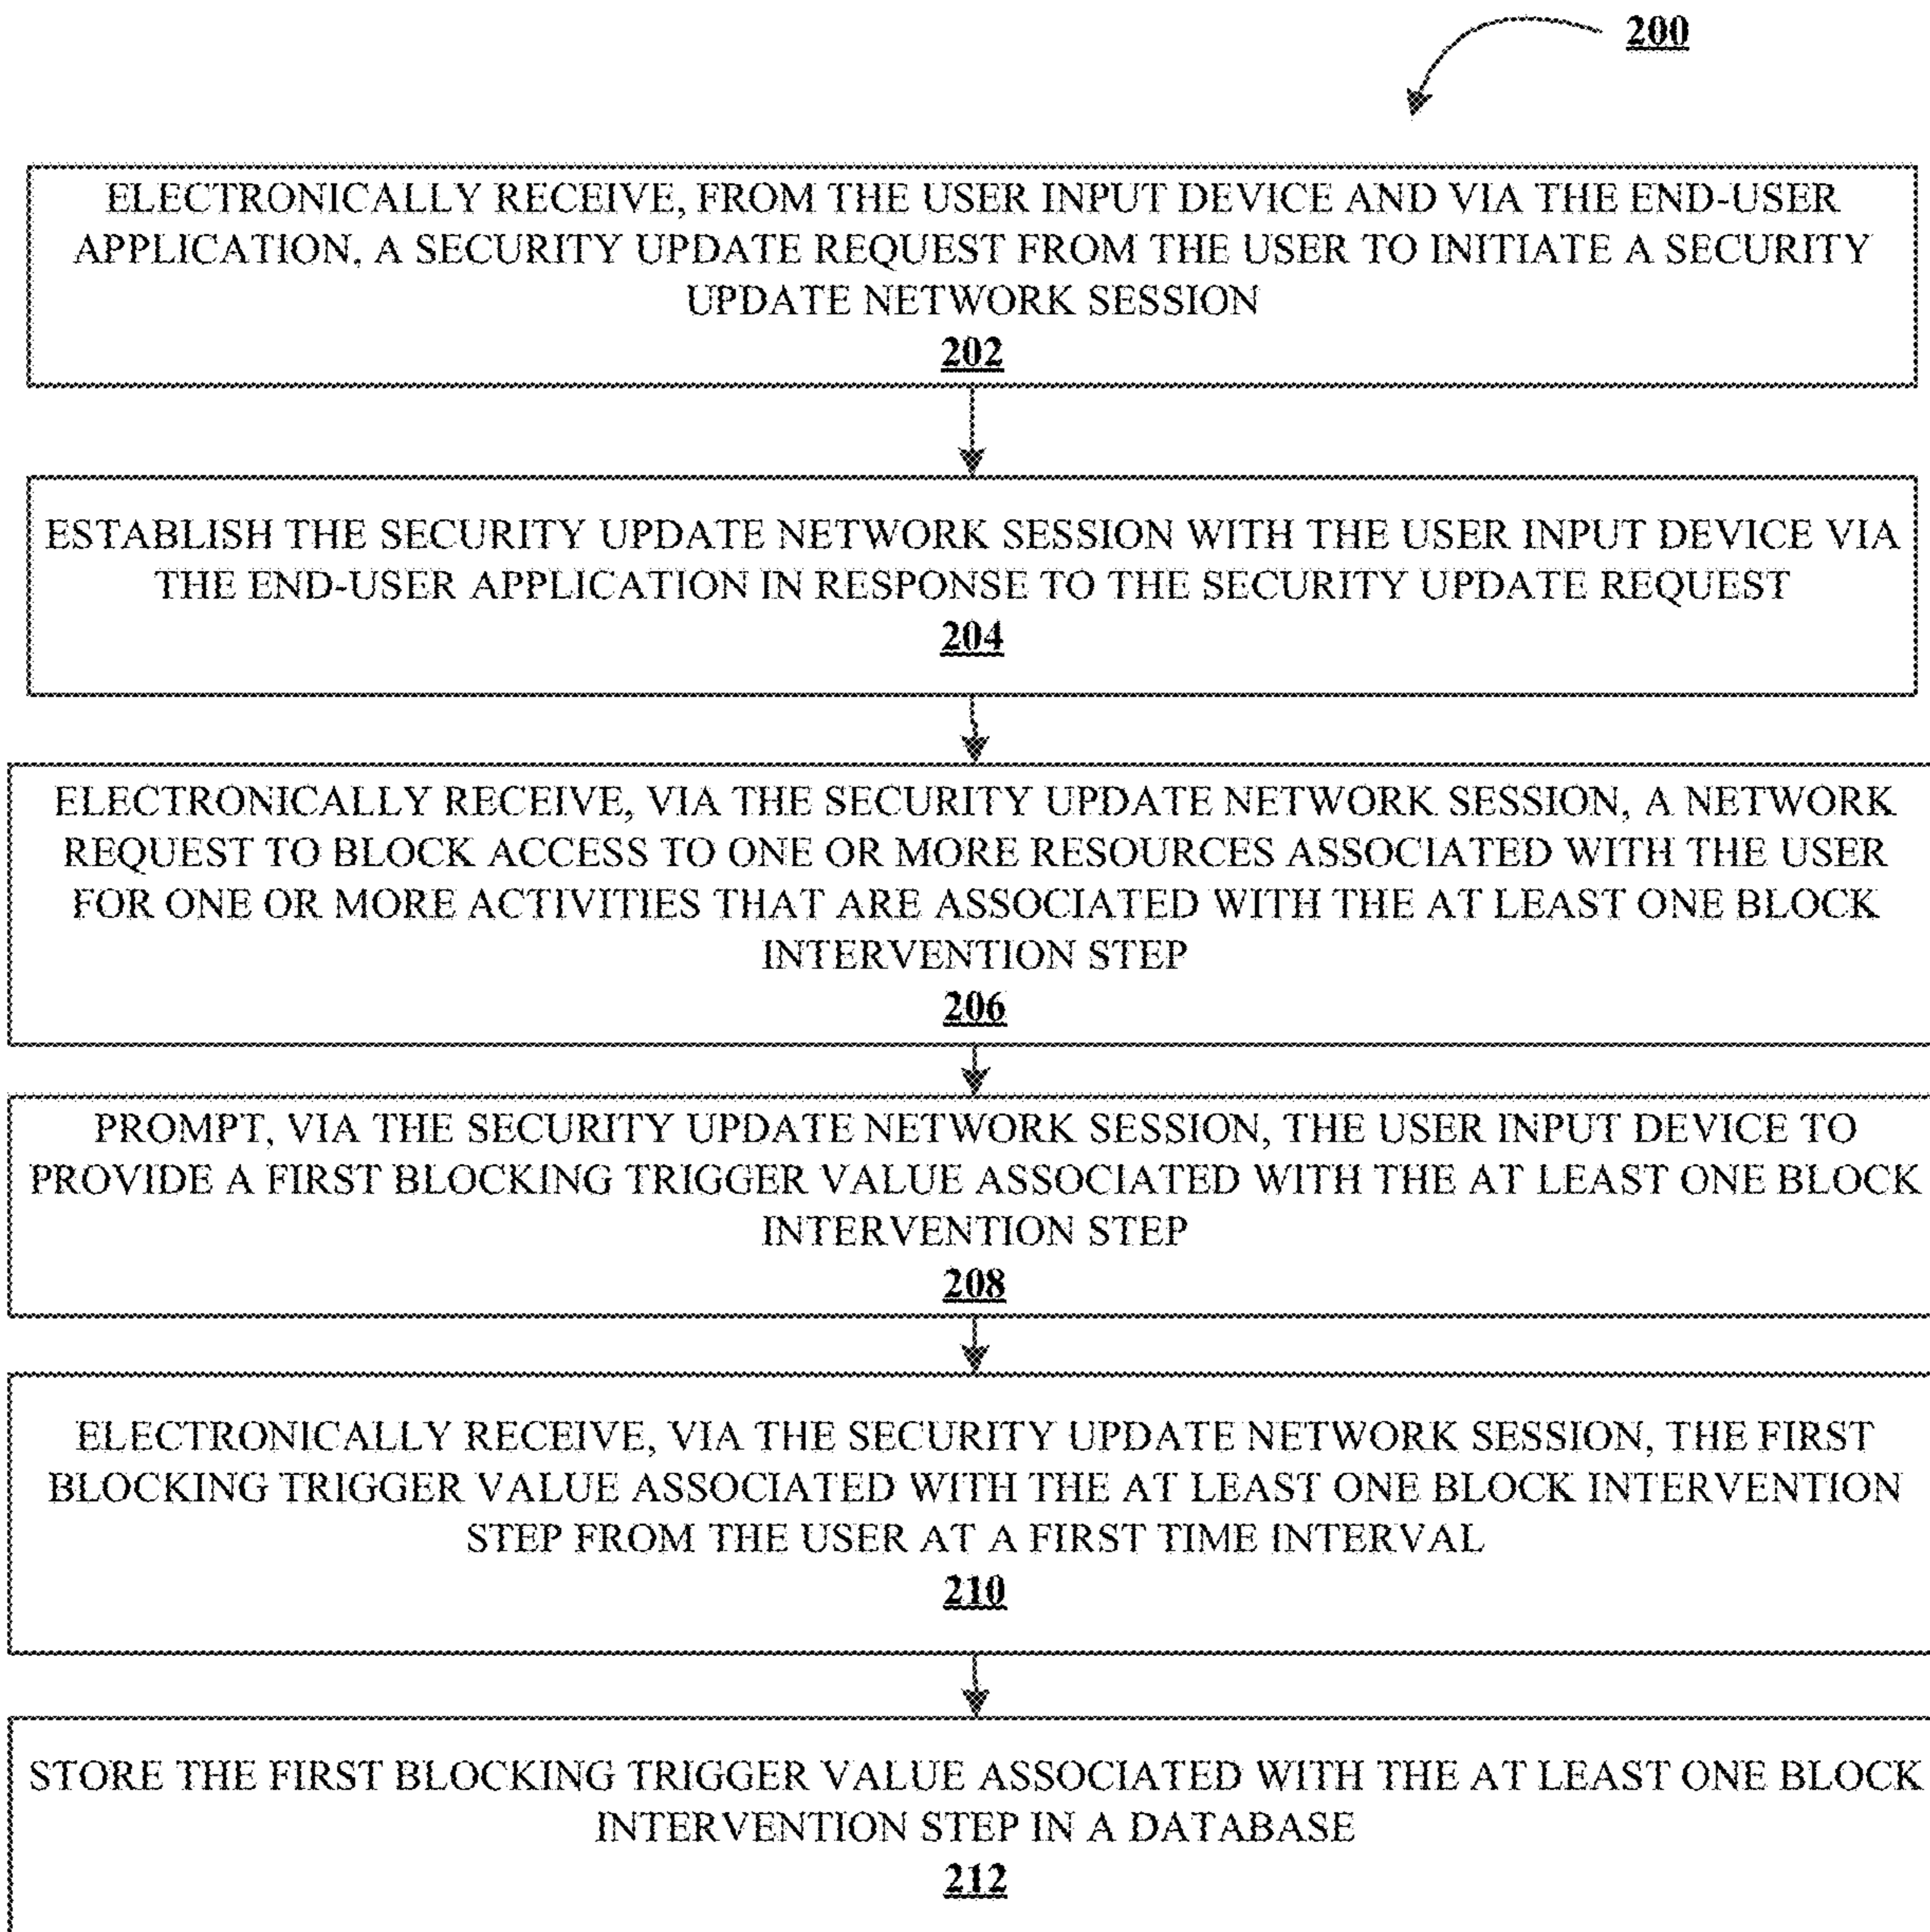 200
ELECTRONICALLY RECEIVE, FROM THE USER INPUT DEVICE AND VIA THE END-USER
APPLICATION, A SECURITY UPDATE REQUEST FROM THE USER TO INITIATE A SECURITY
UPDATE NETWORK SESSION
202
ESTABLISH THE SECURITY UPDATE NETWORK SESSION WITH THE USER INPUT DEVICE VIA
THE END-USER APPLICATION IN RESPONSE TO THE SECURITY UPDATE REQUEST
204
ELECTRONICALLY RECEIVE, VIA THE SECURITY UPDATE NETWORK SESSION, A NETWORK
REQUEST TO BLOCK ACCESS TO ONE OR MORE RESOURCES ASSOCIATED WITH THE USER
FOR ONE OR MORE ACTIVITIES THAT ARE ASSOCIATED WITH THE AT LEAST ONE BLOCK
INTERVENTION STEP
206
PROMPT, VIA THE SECURITY UPDATE NETWORK SESSION, THE USER INPUT DEVICE TO
PROVIDE A FIRST BLOCKING TRIGGER VALUE ASSOCIATED WITH THE AT LEAST ONE BLOCK
INTERVENTION STEP
208
ELECTRONICALLY RECEIVE, VIA THE SECURITY UPDATE NETWORK SESSION, THE FIRST
BLOCKING TRIGGER VALUE ASSOCIATED WITH THE AT LEAST ONE BLOCK INTERVENTION
STEP FROM THE USER AT A FIRST TIME INTERVAL
210
STORE THE FIRST BLOCKING TRIGGER VALUE ASSOCIATED WITH THE AT LEAST ONE BLOCK
INTERVENTION STEP IN A DATABASE
212